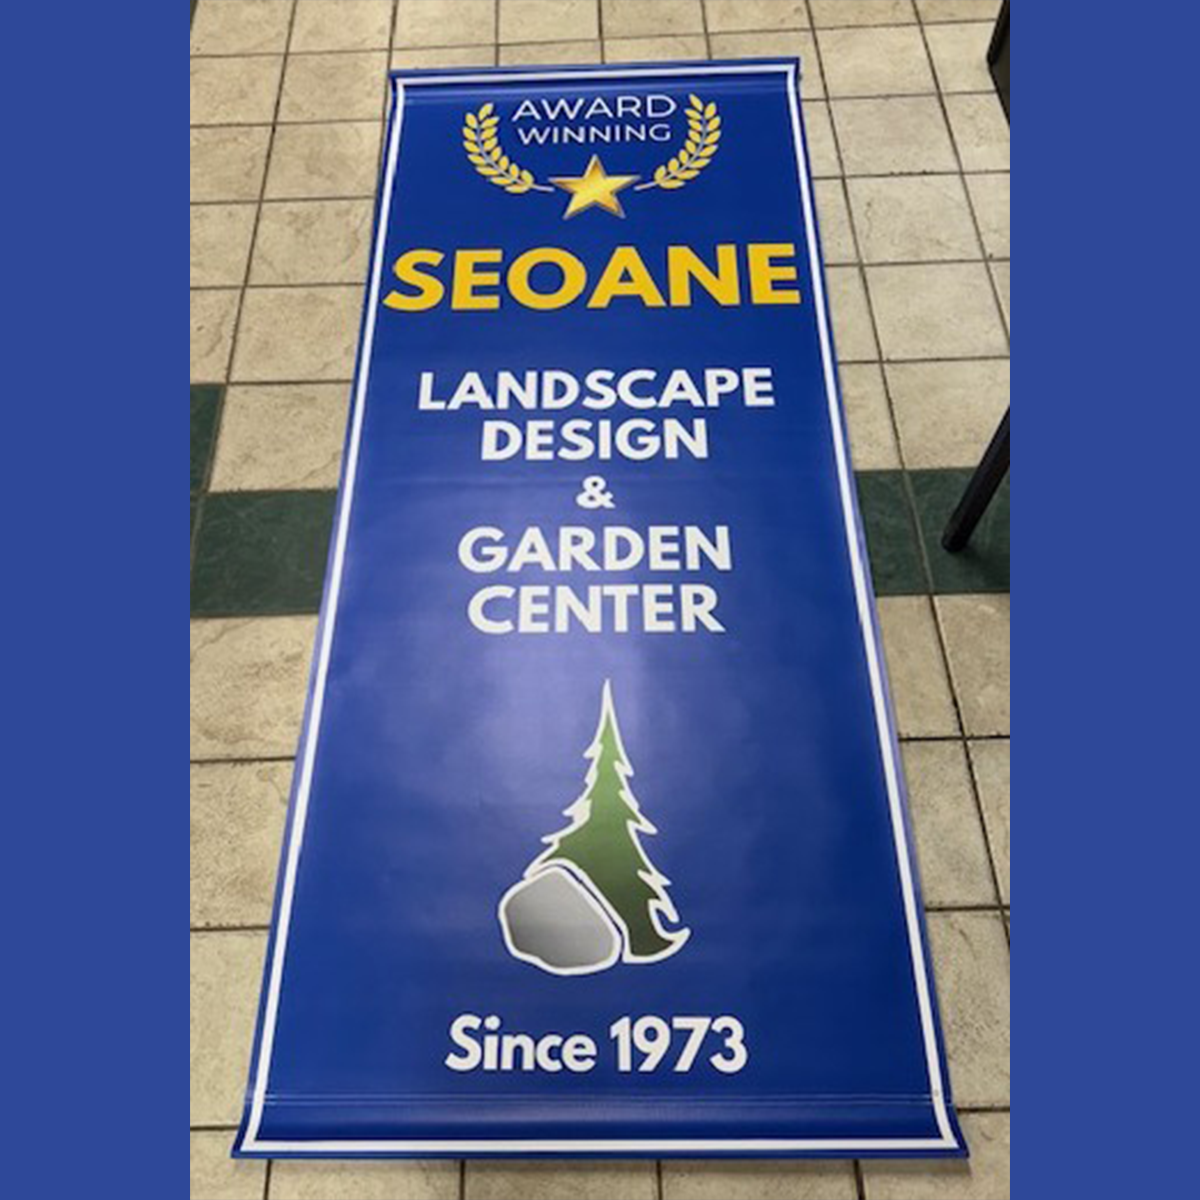 AWARD
WINNING
SEOANE
LANDSCAPE
DESIGN
&
GARDEN
CENTER
Since 1973